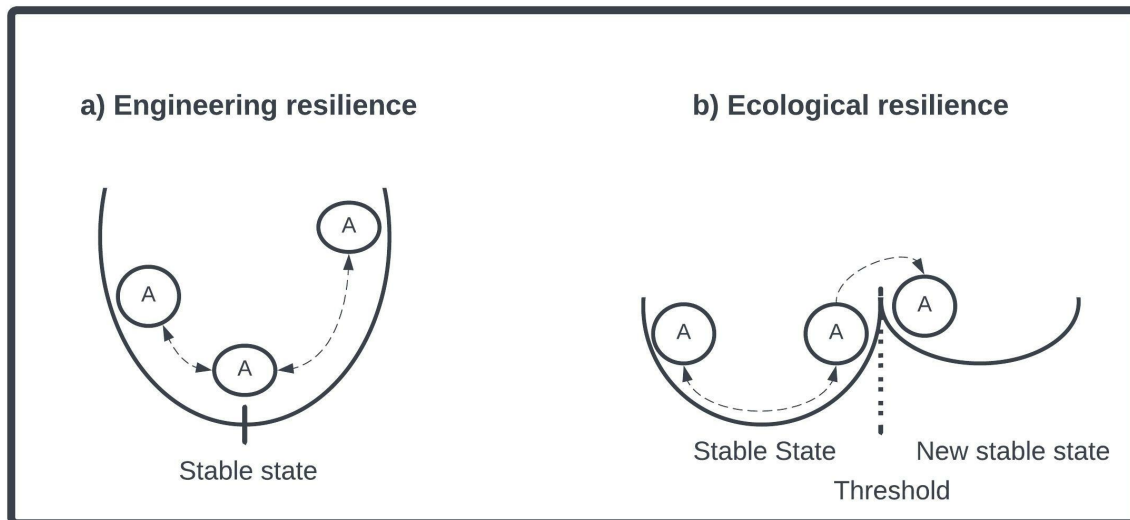 a) Engineering resilience
A
A
A
Stable state
b) Ecological resilience
A
A
A
Stable State
New stable state
Threshold